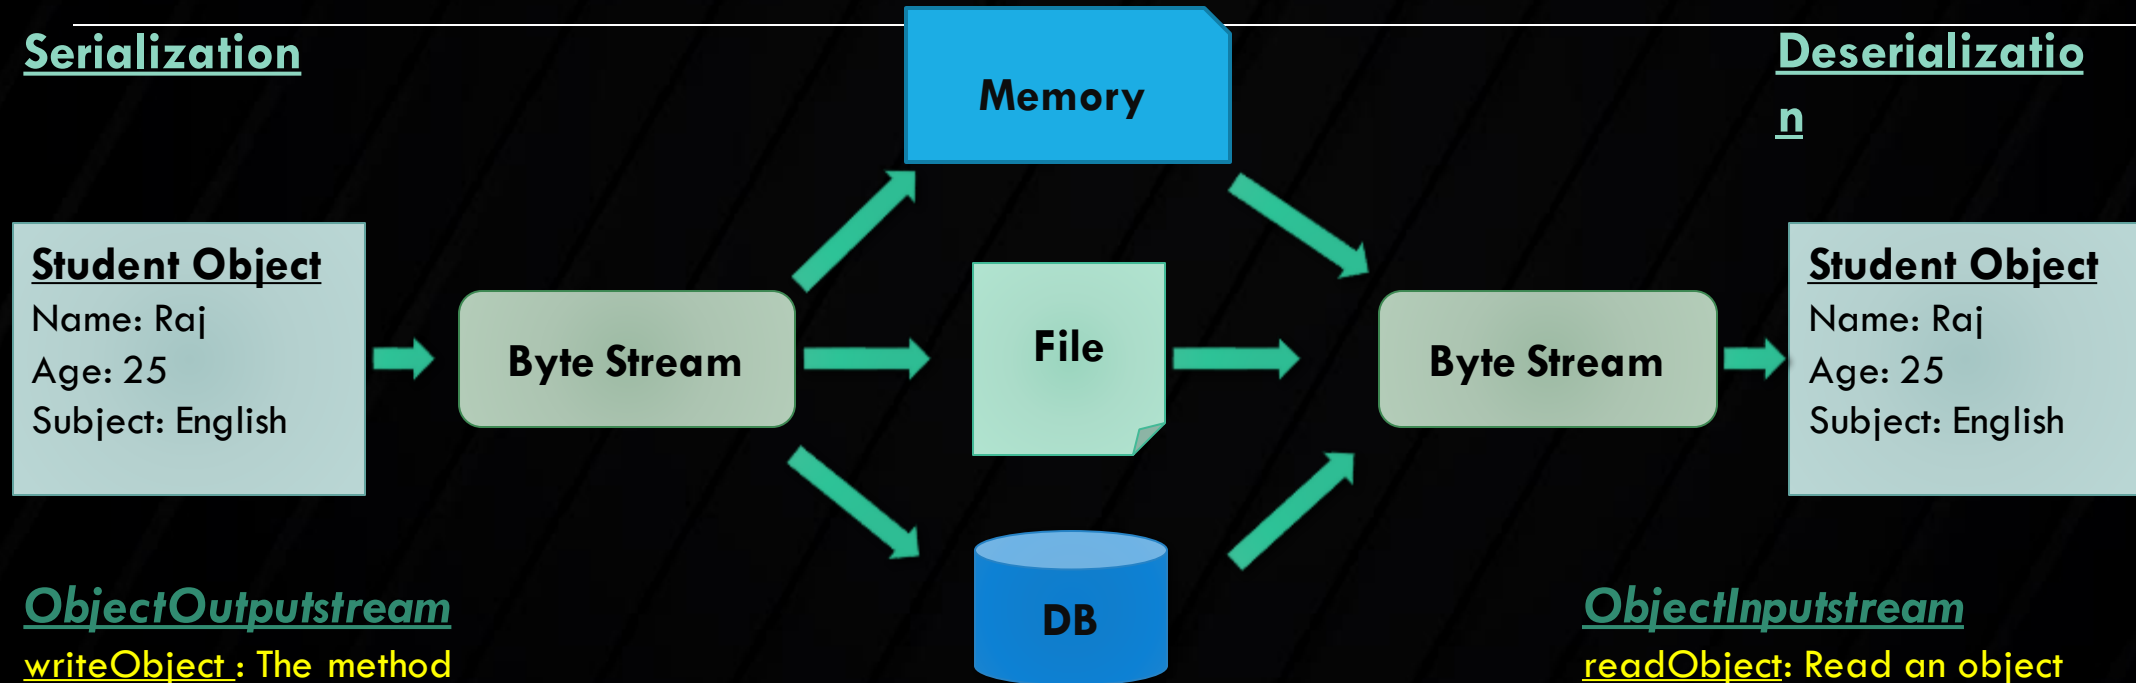 Serialization
Memory
Deserializatio
n
Student Object
Name: Raj
Age: 25
Subject: English
Byte Stream
File
Byte Stream
Student Object
Name: Raj
Age: 25
Subject: English
DB
ObjectOutputstream
writeObject : The method
ObjectInputstream
readObject: Read an object